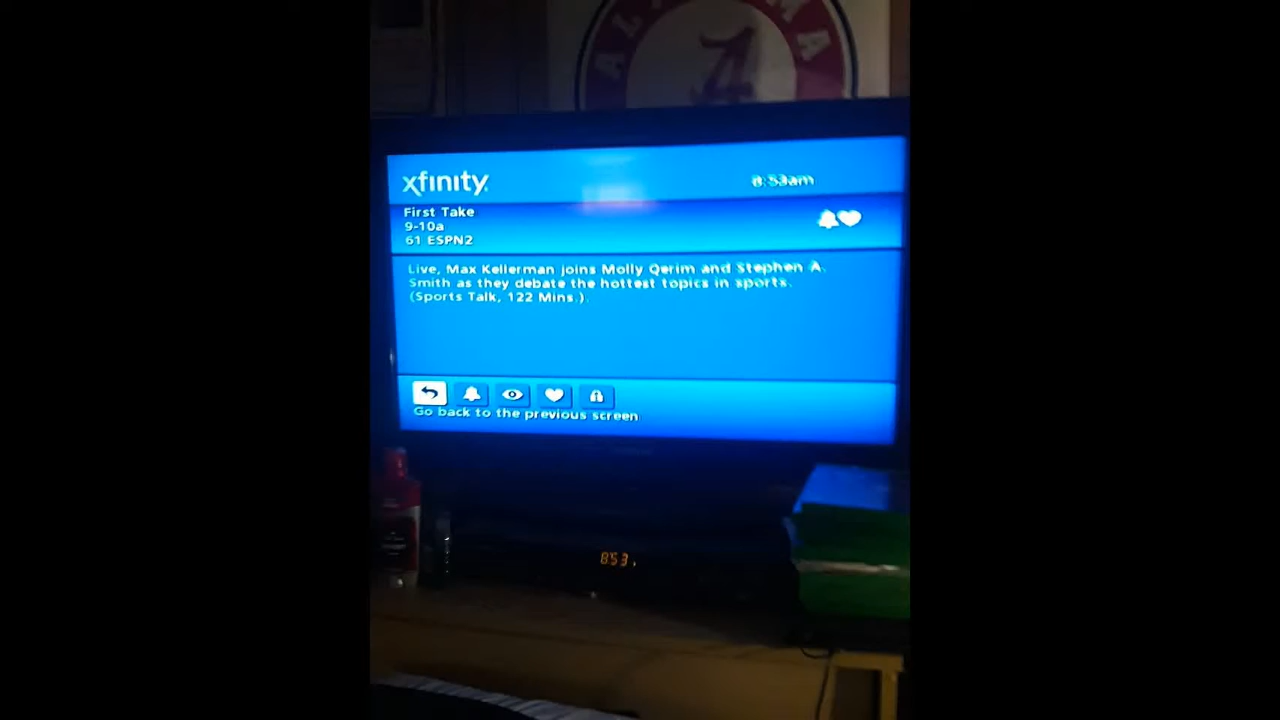 ALABAMA
A
xfinity
8:53am
First Take
9-10a
61 ESPN2
Live, Max Kellerman joins Molly Qerim and Stephen A.
Smith as they debate the hottest topics in sports.
(Sports Talk, 122 Mins.).
Go back to the previous screen
853